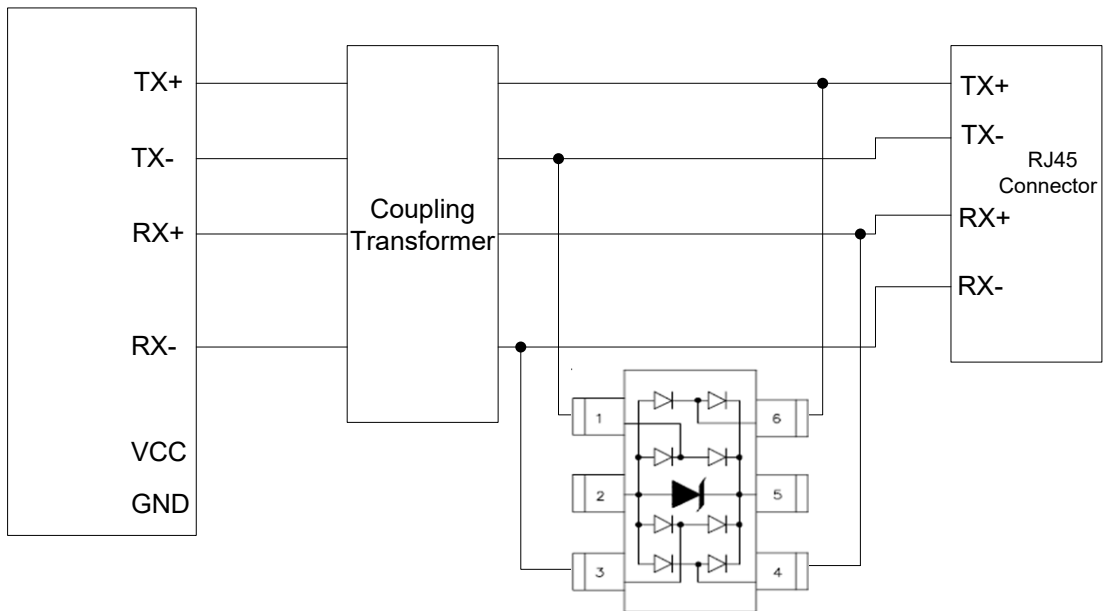 TX+
TX-
RX+
RX-
VCC
GND
Coupling
Transformer
TX+
TX-
RJ45
Connector
RX+
RX-
1
6
2
5
3
4